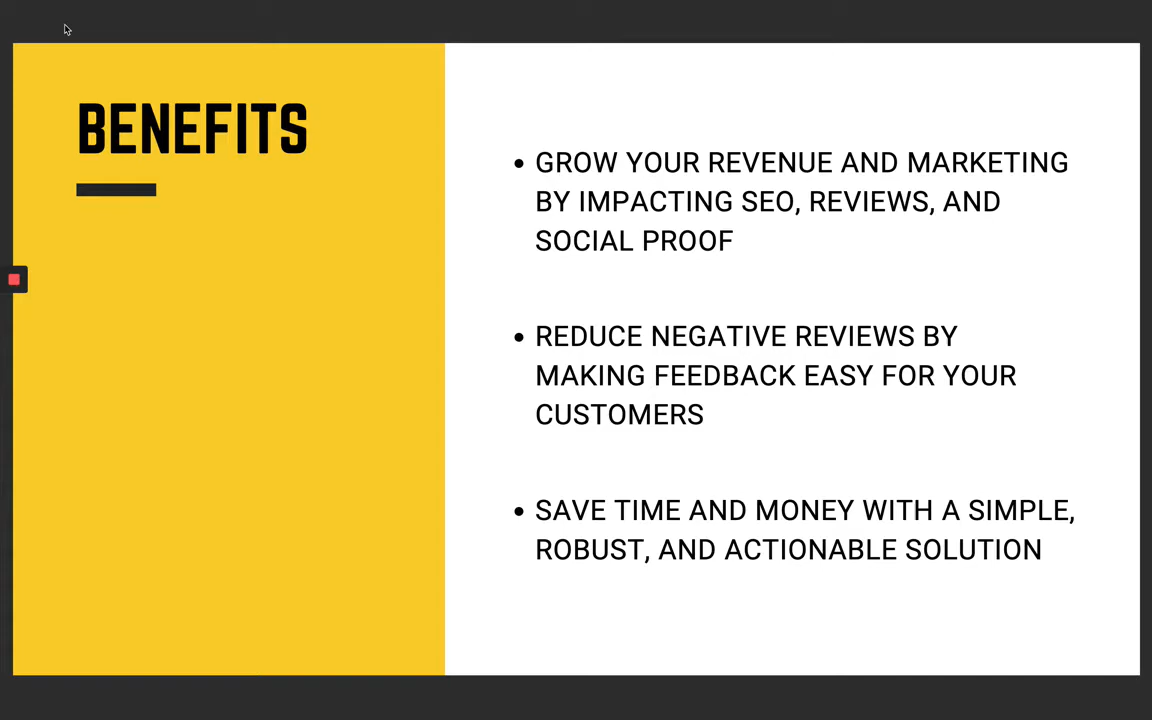 BENEFITS
• GROW YOUR REVENUE AND MARKETING
BY IMPACTING SEO, REVIEWS, AND
SOCIAL PROOF
• REDUCE NEGATIVE REVIEWS BY
MAKING FEEDBACK EASY FOR YOUR
CUSTOMERS
• SAVE TIME AND MONEY WITH A SIMPLE,
ROBUST, AND ACTIONABLE SOLUTION